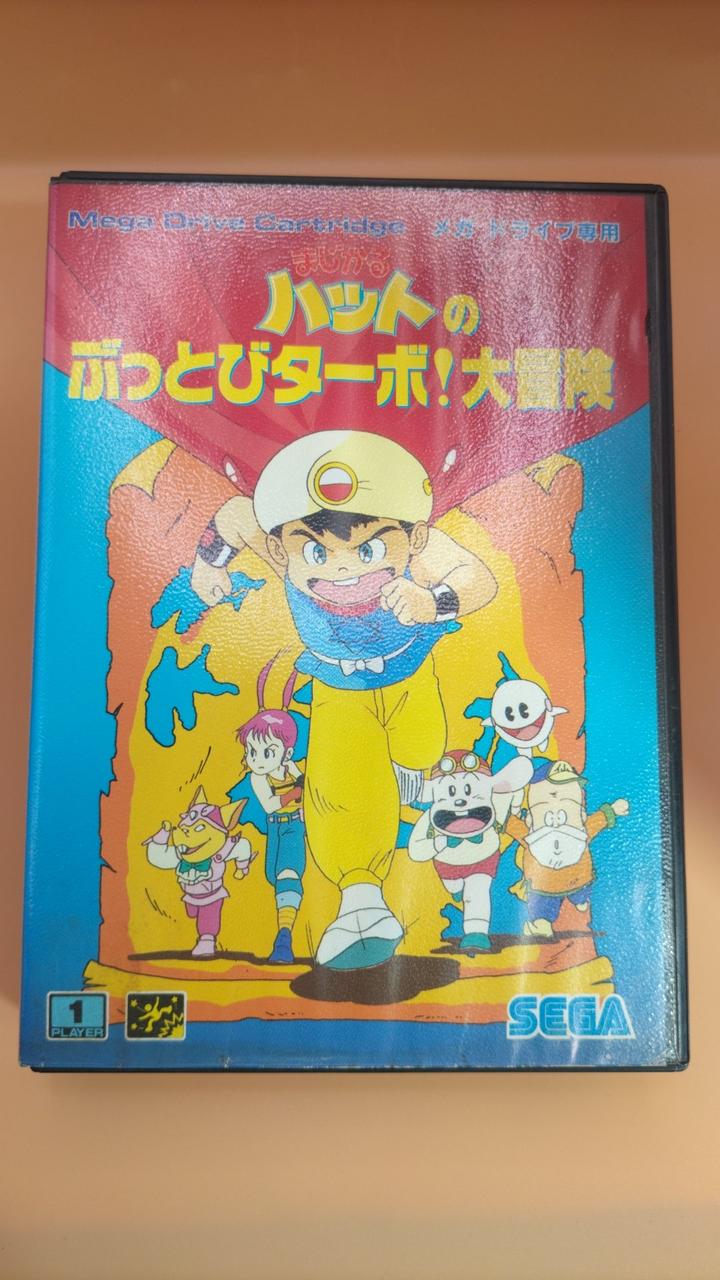 Mega Drive Cartridge メガドライブ専用
まじかる
ハットの
ぶっとびターボ!大冒険
1
PLAYER
SEGA